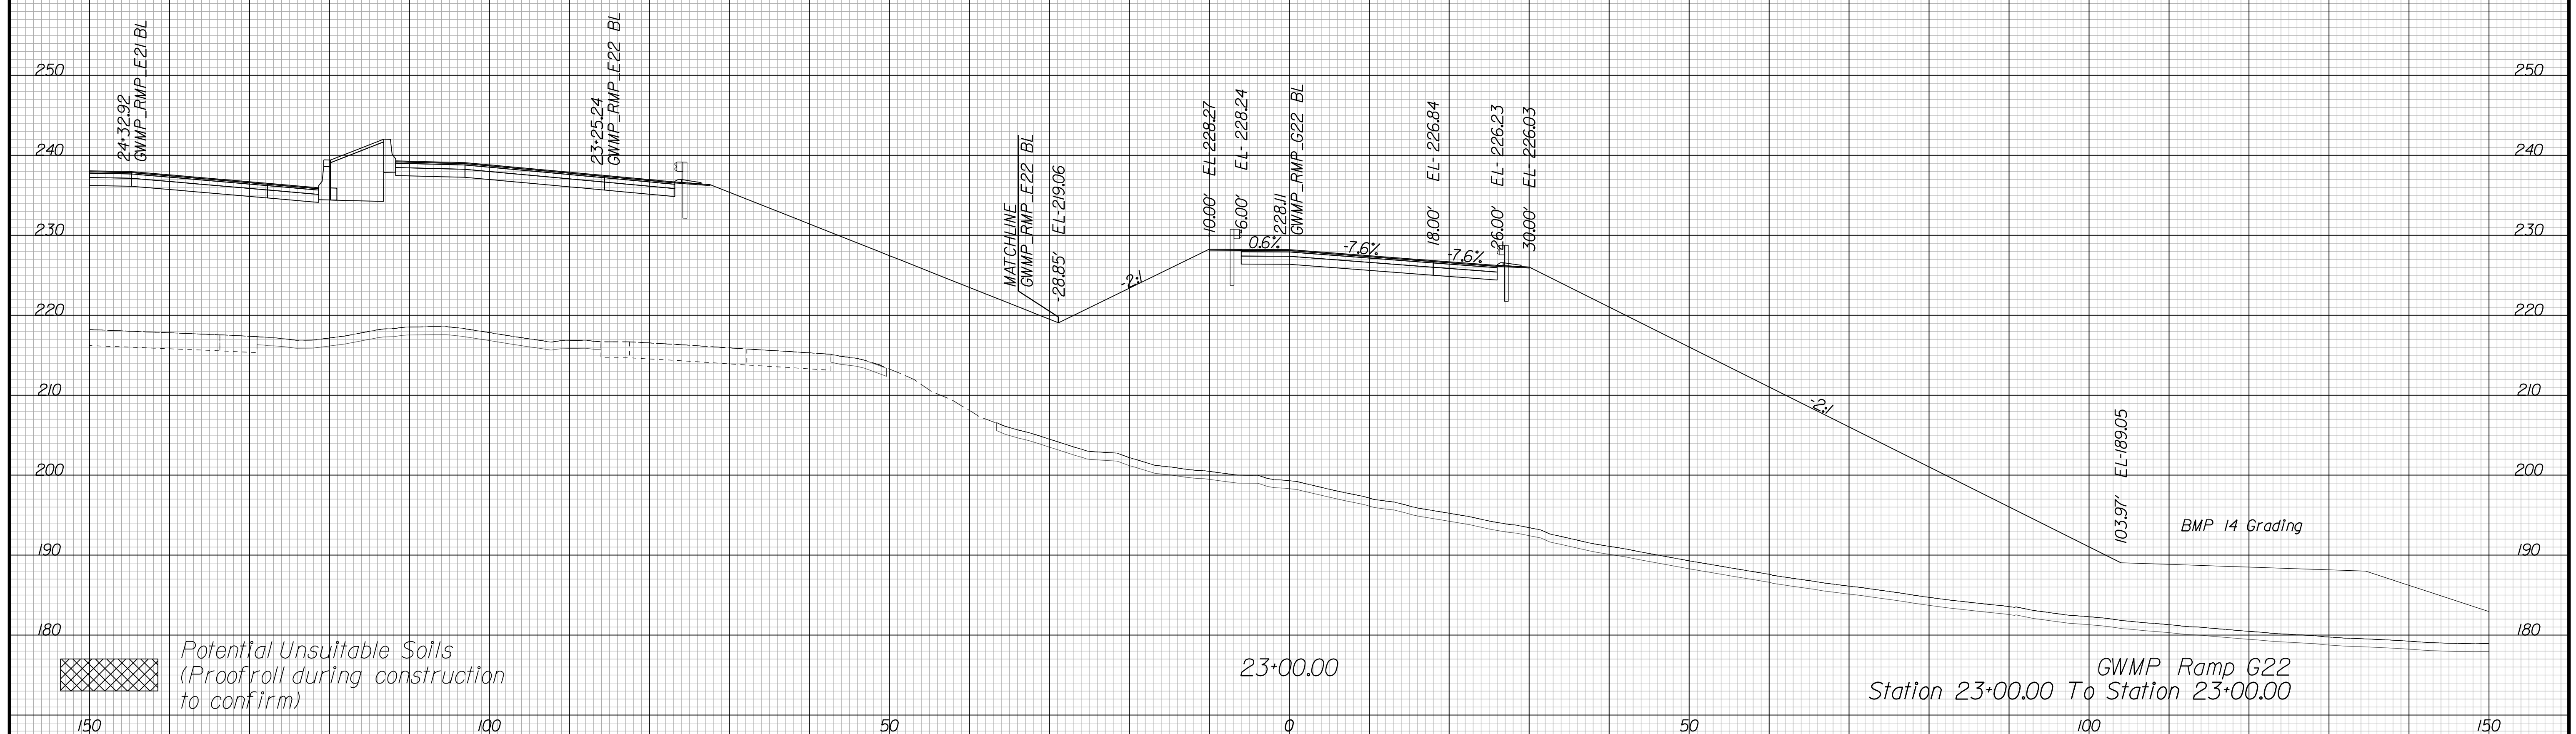 24+32.92
GWMP_RMP_E21 BL
23+25.24
GWMP_RMP_E22 BL
MATCHLINE
GWMP_RMP_E22 BL
-28.85' EL-219.06
10.00' EL-228.27
6.00' EL-228.24
228.11
GWMP_RMP_G22 BL
18.00' EL-226.84
26.00' EL-226.23
30.00' EL-226.03
103.97' EL-189.05
250 250
240 240
230 230
0.6% -7.6% -7.6%
-2:1
220 220
210 210
-2:1
200 200
190 190
BMP 14 Grading
180 180
Potential Unsuitable Soils
(Proofroll during construction
to confirm)
23+00.00
GWMP Ramp G22
Station 23+00.00 To Station 23+00.00
150 100 50 0 50 100 150